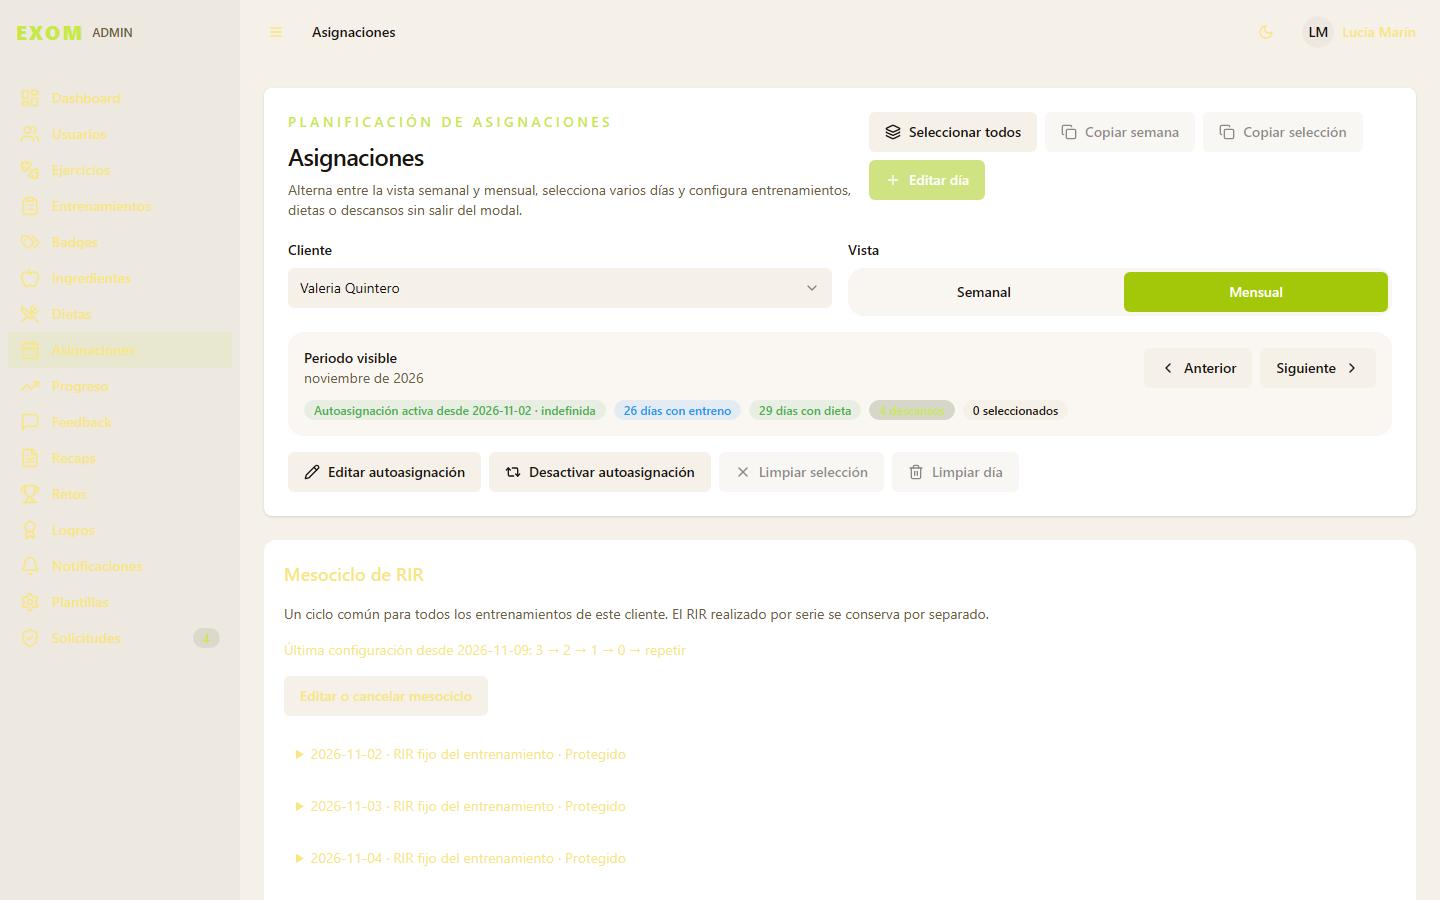 EXOM ADMIN
Asignaciones
LM Lucía Marín
Dashboard
Usuarios
Ejercicios
Entrenamientos
Badges
Ingredientes
Dietas
Asignaciones
Progreso
Feedback
Recaps
Retos
Logros
Notificaciones
Plantillas
Solicitudes 4
PLANIFICACIÓN DE ASIGNACIONES
Asignaciones
Alterna entre la vista semanal y mensual, selecciona varios días y configura entrenamientos,
dietas o descansos sin salir del modal.
Seleccionar todos
Copiar semana
Copiar selección
Editar día
Cliente
Valeria Quintero
Vista
Semanal
Mensual
Periodo visible
noviembre de 2026
Anterior
Siguiente
Autoasignación activa desde 2026-11-02 · indefinida
26 días con entreno
29 días con dieta
4 descansos
0 seleccionados
Editar autoasignación
Desactivar autoasignación
Limpiar selección
Limpiar día
Mesociclo de RIR
Un ciclo común para todos los entrenamientos de este cliente. El RIR realizado por serie se conserva por separado.
Última configuración desde 2026-11-09: 3 → 2 → 1 → 0 → repetir
Editar o cancelar mesociclo
2026-11-02 · RIR fijo del entrenamiento · Protegido
2026-11-03 · RIR fijo del entrenamiento · Protegido
2026-11-04 · RIR fijo del entrenamiento · Protegido